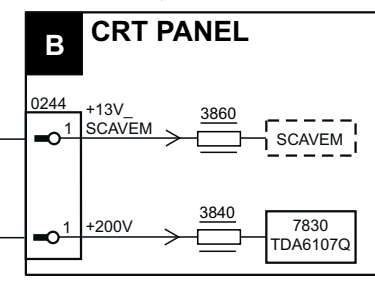 B CRT PANEL
0244
+13V_
SCAVEM
1
3860
SCAVEM
1
+200V
3840
7830
TDA6107Q